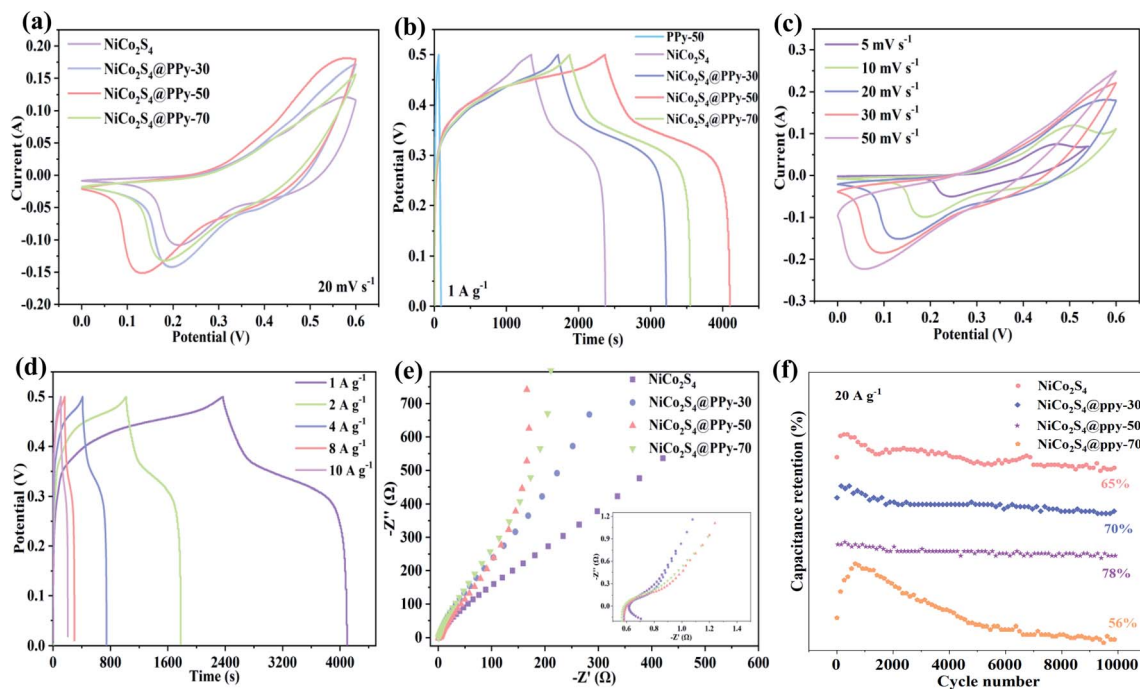 (a)
0.20
0.15
0.10
0.05
0.00
-0.05
-0.10
-0.15
-0.20
Current (A)
NiCo₂S₄
NiCo₂S₄@PPy-30
NiCo₂S₄@PPy-50
NiCo₂S₄@PPy-70
20 mV s⁻¹
0.0 0.1 0.2 0.3 0.4 0.5 0.6
Potential (V)
(b)
0.5
0.4
0.3
0.2
0.1
0.0
Potential (V)
PPy-50
NiCo₂S₄
NiCo₂S₄@PPy-30
NiCo₂S₄@PPy-50
NiCo₂S₄@PPy-70
1 A g⁻¹
0 1000 2000 3000 4000
Time (s)
(c)
0.3
0.2
0.1
0.0
-0.1
-0.2
-0.3
Current (A)
5 mV s⁻¹
10 mV s⁻¹
20 mV s⁻¹
30 mV s⁻¹
50 mV s⁻¹
0.0 0.1 0.2 0.3 0.4 0.5 0.6
Potential (V)
(d)
0.5
0.4
0.3
0.2
0.1
0.0
Potential (V)
1 A g⁻¹
2 A g⁻¹
4 A g⁻¹
8 A g⁻¹
10 A g⁻¹
0 600 1200 1800 2400 3000 3600 4200
Time (s)
(e)
700
600
500
400
300
200
100
0
-Z'' (Ω)
NiCo₂S₄
NiCo₂S₄@PPy-30
NiCo₂S₄@PPy-50
NiCo₂S₄@PPy-70
1.2
0.9
0.6
0.3
0.0
-Z'' (Ω)
0.6 0.8 1.0 1.2 1.4
-Z' (Ω)
0 100 200 300 400 500 600
-Z' (Ω)
(f)
20 A g⁻¹
NiCo₂S₄
NiCo₂S₄@ppy-30
NiCo₂S₄@ppy-50
NiCo₂S₄@ppy-70
Capacitance retention (%)
65%
70%
78%
56%
0 2000 4000 6000 8000 10000
Cycle number